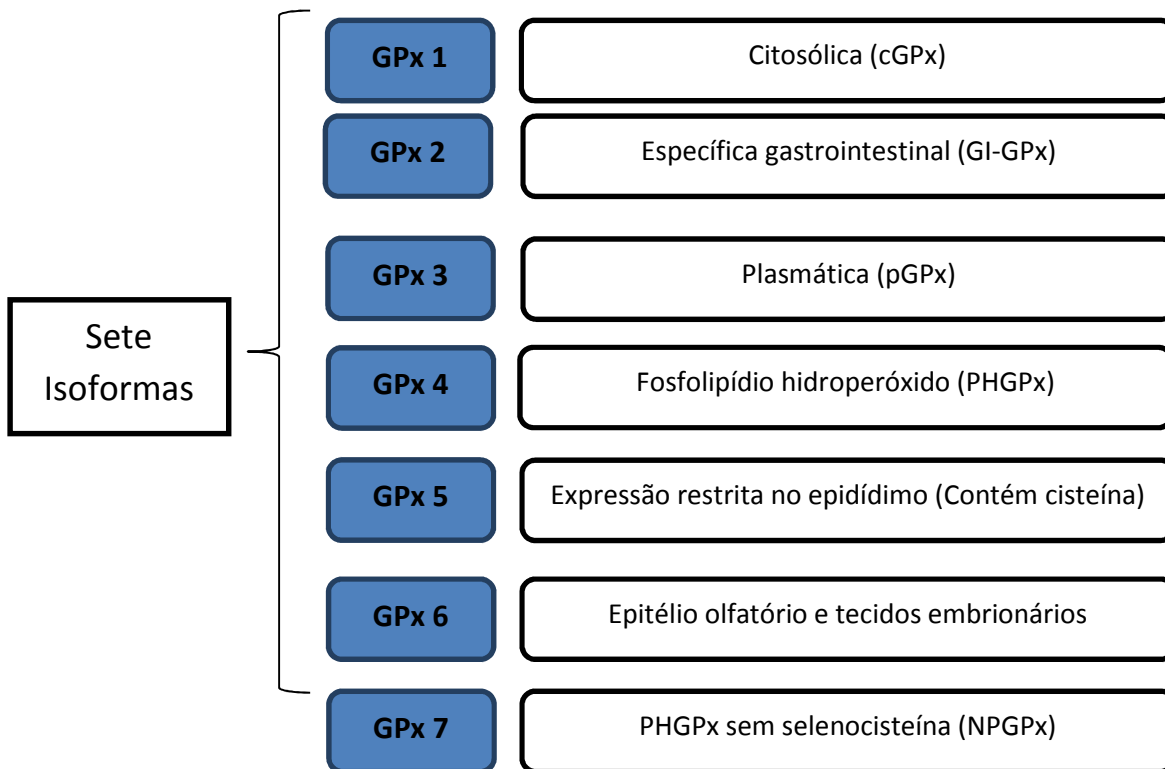 GPx 1
Citosólica (cGPx)
GPx 2
Específica gastrointestinal (GI-GPx)
GPx 3
Plasmática (pGPx)
Sete
Isoformas
GPx 4
Fosfolipídio hidroperóxido (PHGPx)
GPx 5
Expressão restrita no epidídimo (Contém cisteína)
GPx 6
Epitélio olfatório e tecidos embrionários
GPx 7
PHGPx sem selenocisteína (NPGPx)